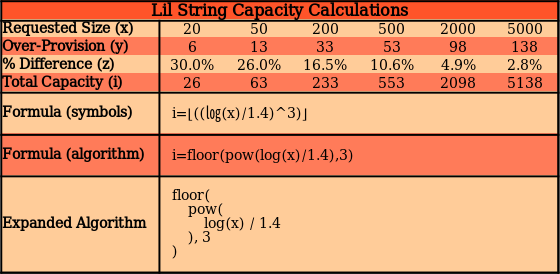 Lil String Capacity Calculations
Requested Size (x) 20 50 200 500 2000 5000
Over-Provision (y) 6 13 33 53 98 138
% Difference (z) 30.0% 26.0% 16.5% 10.6% 4.9% 2.8%
Total Capacity (i) 26 63 233 553 2098 5138
Formula (symbols) i=⌊((log(x)/1.4)^3)⌋
Formula (algorithm) i=floor(pow(log(x)/1.4),3)
Expanded Algorithm
floor(
pow(
log(x) / 1.4
), 3
)